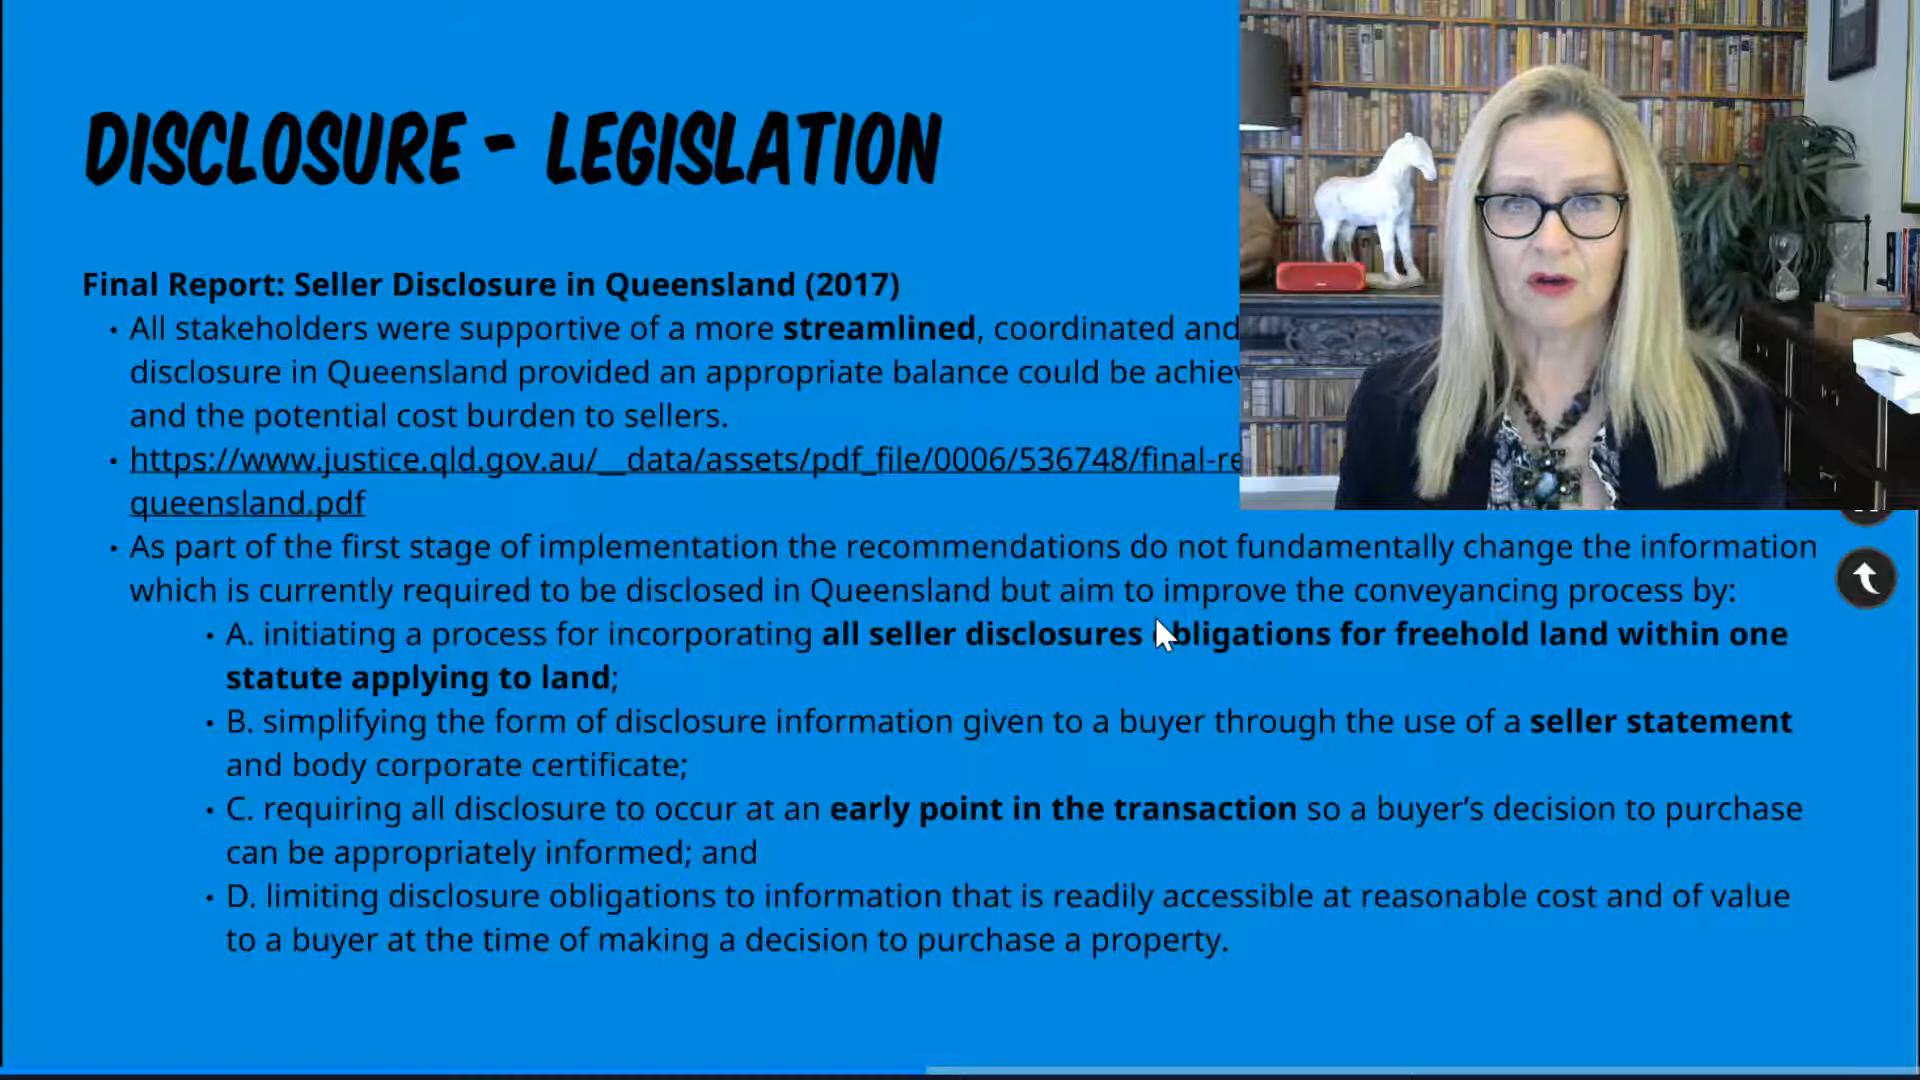 DISCLOSURE - LEGISLATION
Final Report: Seller Disclosure in Queensland (2017)
• All stakeholders were supportive of a more streamlined, coordinated and
disclosure in Queensland provided an appropriate balance could be achiev
and the potential cost burden to sellers.
• https://www.justice.qld.gov.au/__data/assets/pdf_file/0006/536748/final-re
queensland.pdf
• As part of the first stage of implementation the recommendations do not fundamentally change the information
which is currently required to be disclosed in Queensland but aim to improve the conveyancing process by:
• A. initiating a process for incorporating all seller disclosures obligations for freehold land within one
statute applying to land;
• B. simplifying the form of disclosure information given to a buyer through the use of a seller statement
and body corporate certificate;
• C. requiring all disclosure to occur at an early point in the transaction so a buyer’s decision to purchase
can be appropriately informed; and
• D. limiting disclosure obligations to information that is readily accessible at reasonable cost and of value
to a buyer at the time of making a decision to purchase a property.